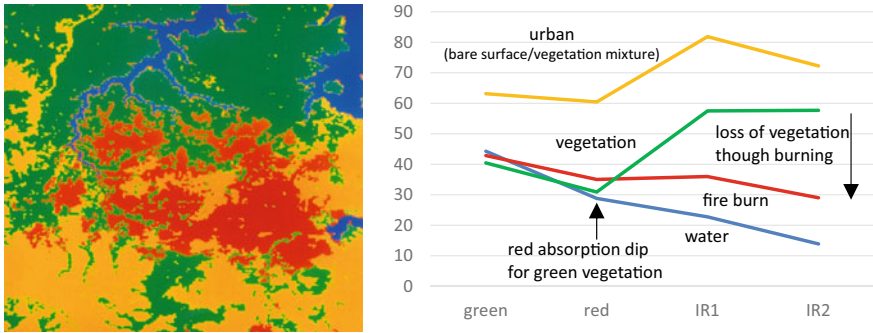 90
80
70
60
50
40
30
20
10
0
urban
(bare surface/vegetation mixture)
vegetation
loss of vegetation
though burning
fire burn
water
red absorption dip
for green vegetation
green red IR1 IR2